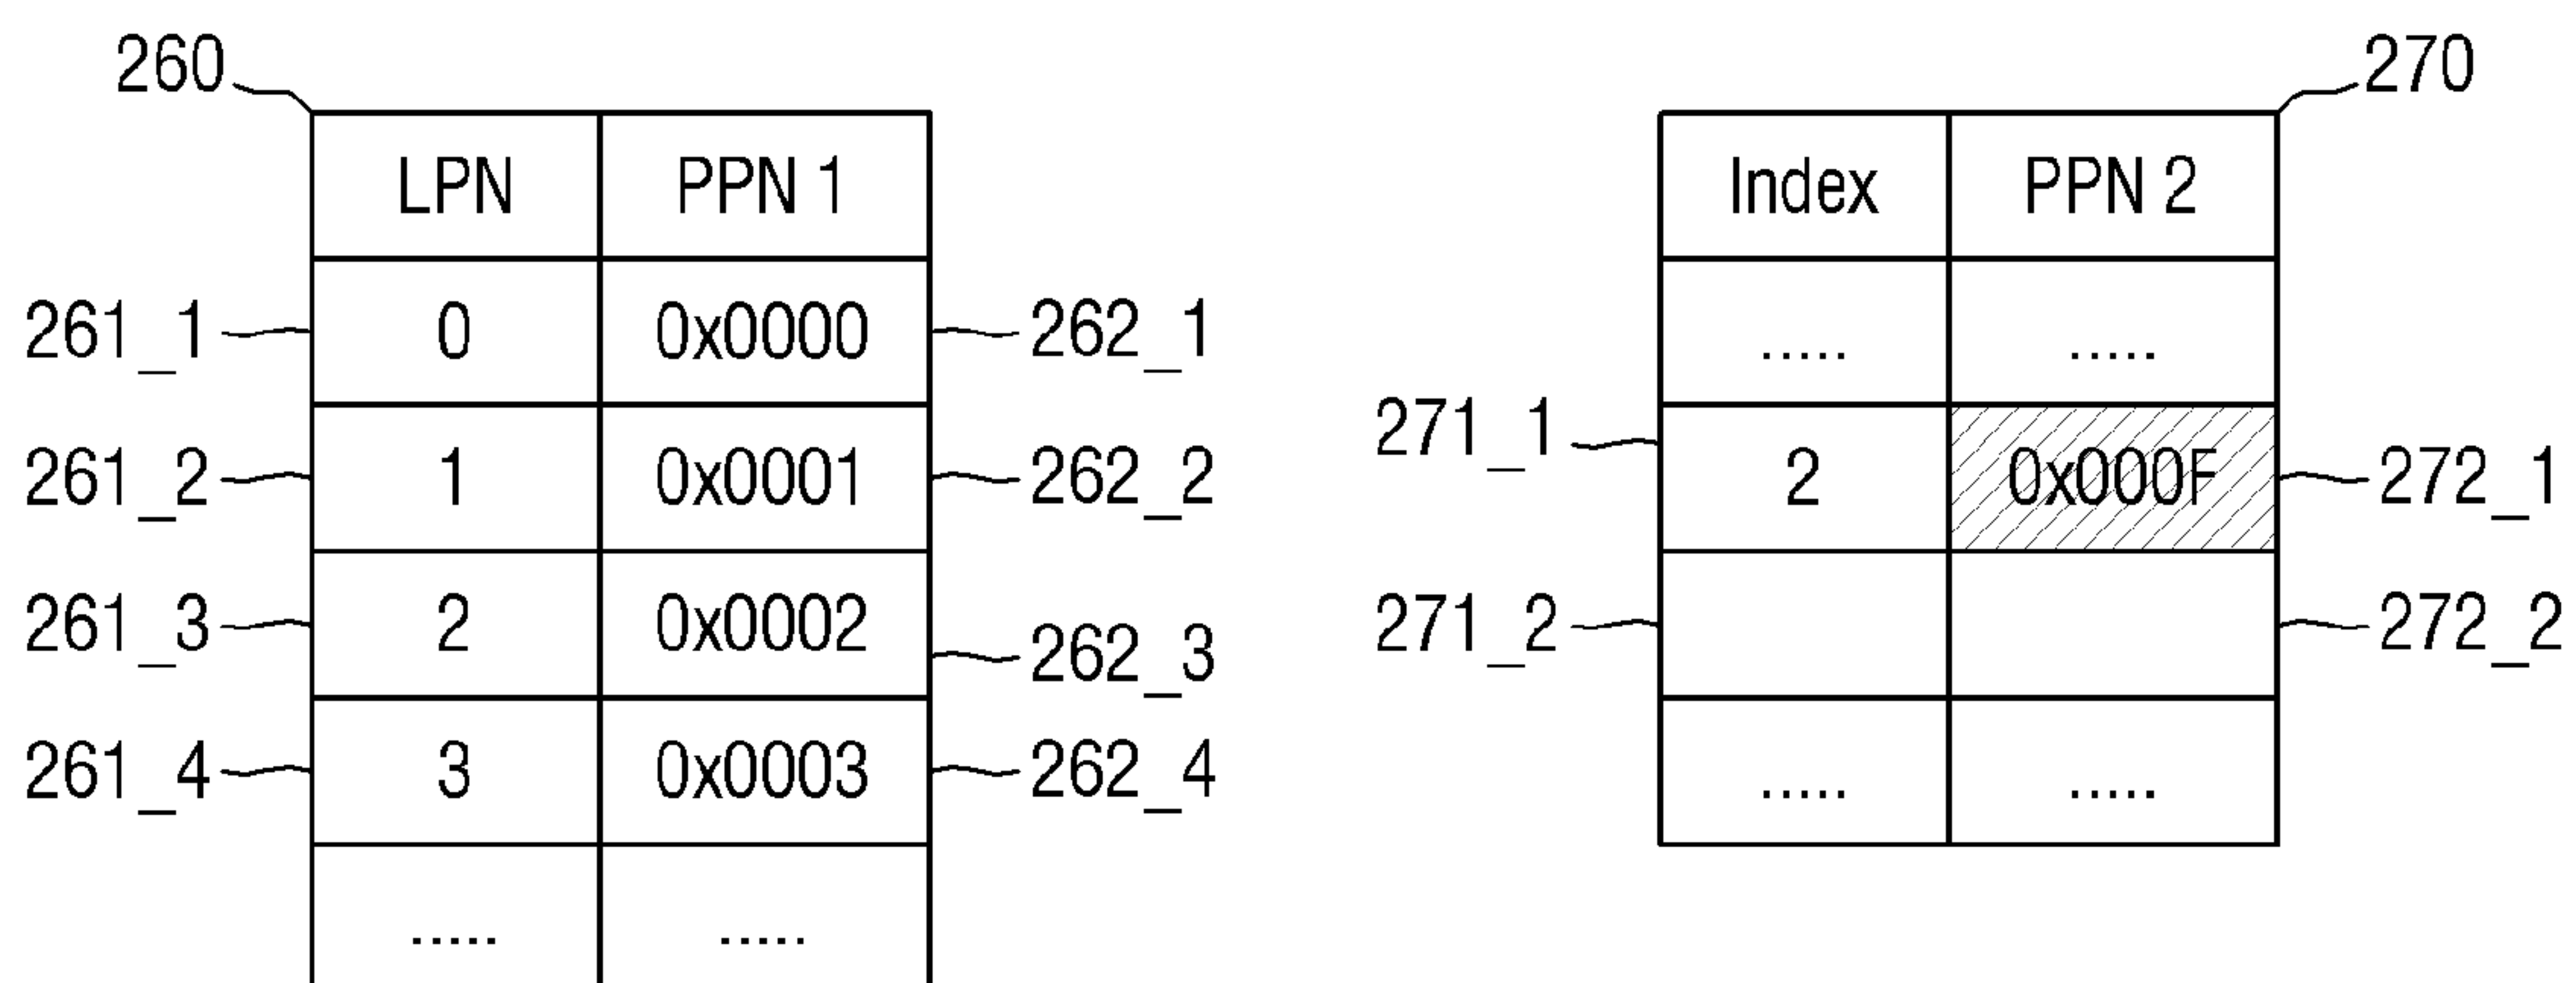 260
270
LPN PPN 1
Index PPN 2
261_1 0 0x0000 262_1
..... .....
261_2 1 0x0001 262_2
271_1 2 0x000F 272_1
261_3 2 0x0002 262_3
271_2 272_2
261_4 3 0x0003 262_4
..... .....
..... .....